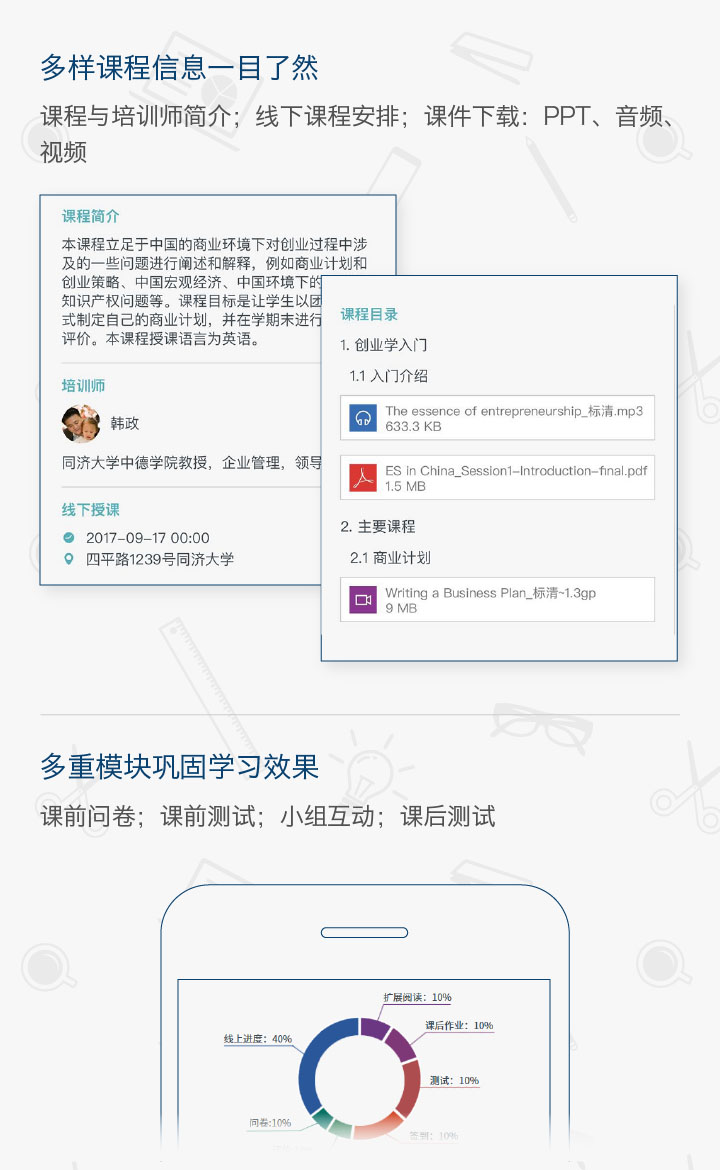 多样课程信息一目了然
课程与培训师简介；线下课程安排；课件下载：PPT、音频、
视频
课程简介
本课程立足于中国的商业环境下对创业过程中涉
及的一些问题进行阐述和解释，例如商业计划和
创业策略、中国宏观经济、中国环境下的
知识产权问题等。课程目标是让学生以团
式制定自己的商业计划，并在学期末进行
评价。本课程授课语言为英语。
培训师
韩政
同济大学中德学院教授，企业管理，领导
线下授课
2017-09-17 00:00
四平路1239号同济大学
课程目录
1. 创业学入门
1.1 入门介绍
The essence of entrepreneurship_标清.mp3
633.3 KB
ES in China_Session1-Introduction-final.pdf
1.5 MB
2. 主要课程
2.1 商业计划
Writing a Business Plan_标清~1.3gp
9 MB
多重模块巩固学习效果
课前问卷；课前测试；小组互动；课后测试
扩展阅读：10%
课后作业：10%
线上进度：40%
测试：10%
问卷:10%
签到：10%